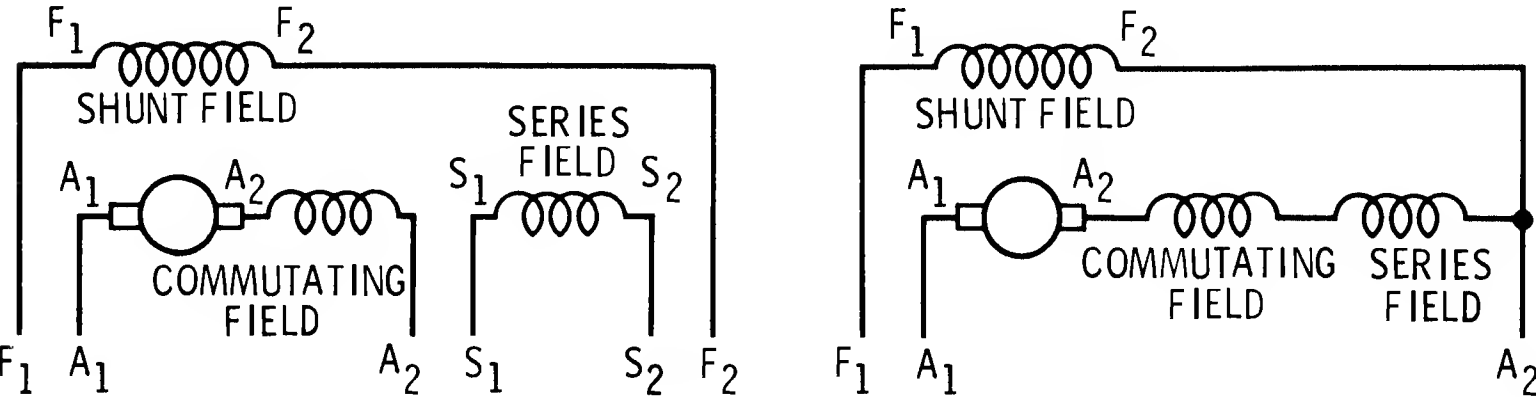 F1 F2
SHUNT FIELD
SERIES
FIELD
A1 A2
S1 S2
COMMUTATING
FIELD
F1 A1 A2 S1 S2 F2
F1 F2
SHUNT FIELD
A1 A2
COMMUTATING
FIELD
SERIES
FIELD
F1 A1 A2